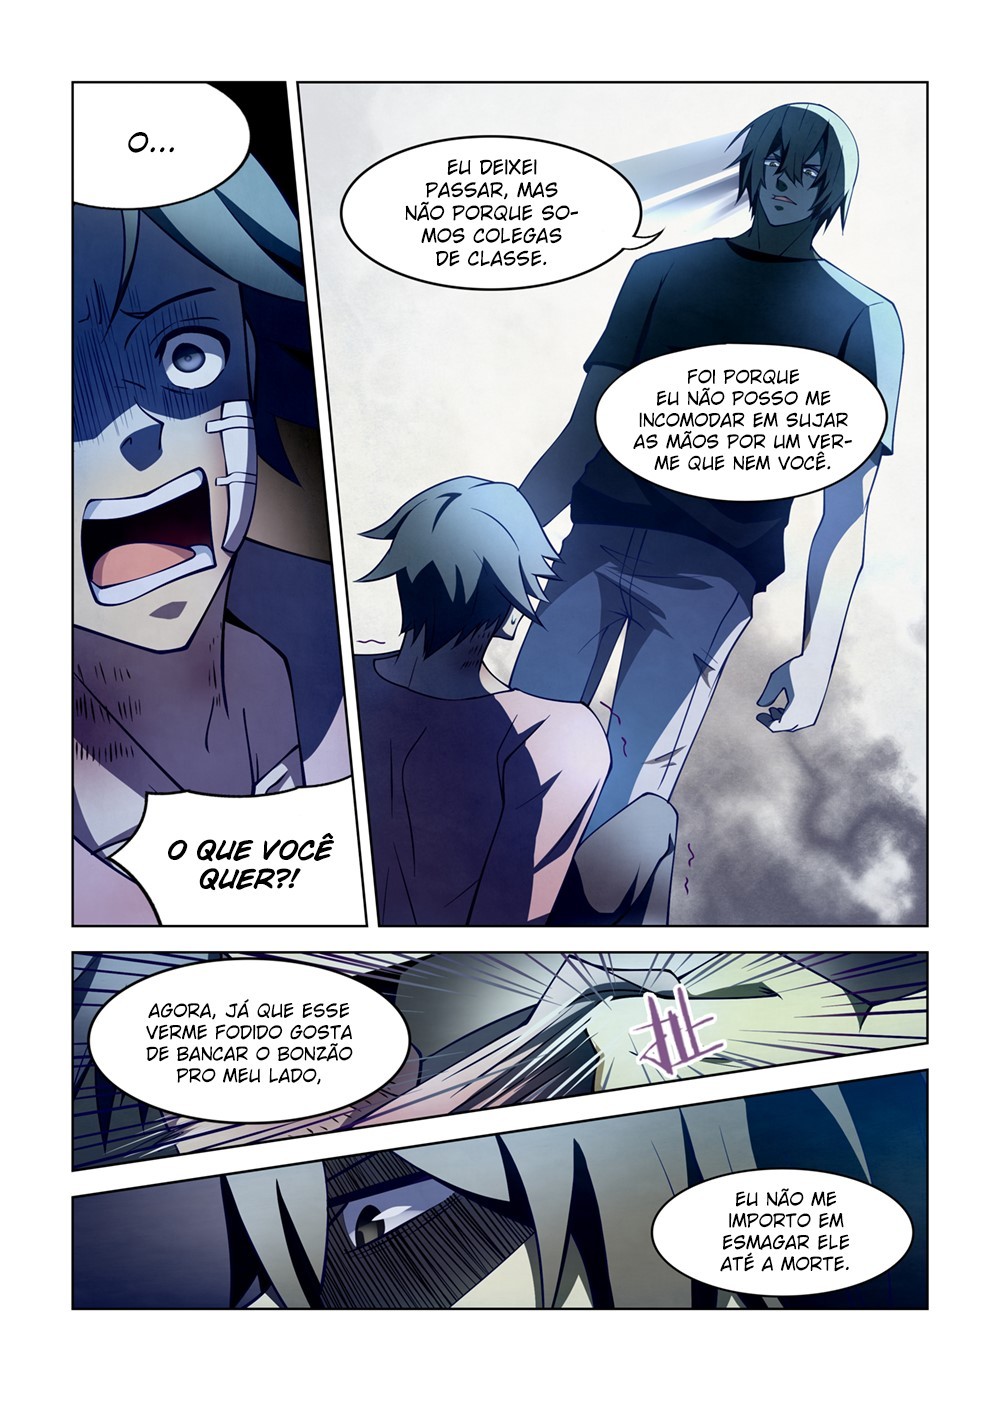 O...
O QUE VOCÊ
QUER?!
EU DEIXEI
PASSAR, MAS
NÃO PORQUE SO-
MOS COLEGAS
DE CLASSE.
FOI PORQUE
EU NÃO POSSO ME
INCOMODAR EM SUJAR
AS MÃOS POR UM VER-
ME QUE NEM VOCÊ.
AGORA, JÁ QUE ESSE
VERME FODIDO GOSTA
DE BANCAR O BONZÃO
PRO MEU LADO,
EU NÃO ME
IMPORTO EM
ESMAGAR ELE
ATÉ A MORTE.